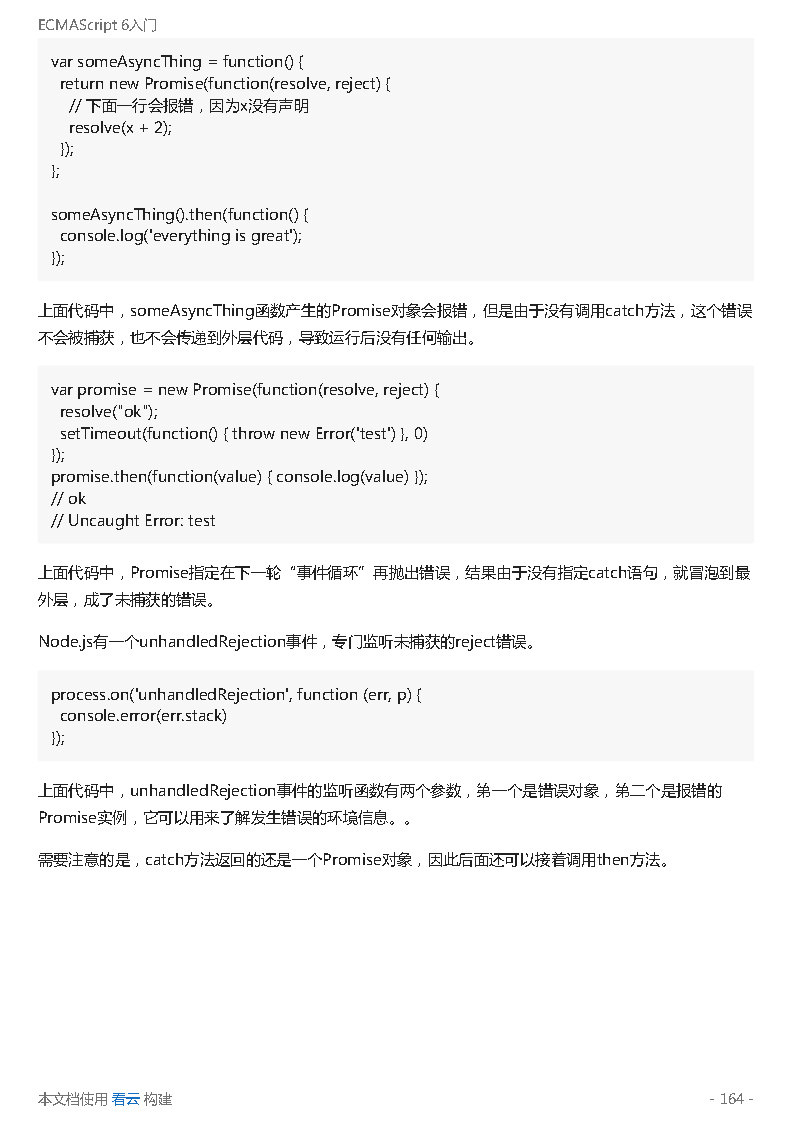 ECMAScript 6入门
var someAsyncThing = function() {
  return new Promise(function(resolve, reject) {
    // 下面一行会报错，因为x没有声明
    resolve(x + 2);
  });
};

someAsyncThing().then(function() {
  console.log('everything is great');
});
上面代码中，someAsyncThing函数产生的Promise对象会报错，但是由于没有调用catch方法，这个错误
不会被捕获，也不会传递到外层代码，导致运行后没有任何输出。
var promise = new Promise(function(resolve, reject) {
  resolve("ok");
  setTimeout(function() { throw new Error('test') }, 0)
});
promise.then(function(value) { console.log(value) });
// ok
// Uncaught Error: test
上面代码中，Promise指定在下一轮“事件循环”再抛出错误，结果由于没有指定catch语句，就冒泡到最
外层，成了未捕获的错误。
Node.js有一个unhandledRejection事件，专门监听未捕获的reject错误。
process.on('unhandledRejection', function (err, p) {
  console.error(err.stack)
});
上面代码中，unhandledRejection事件的监听函数有两个参数，第一个是错误对象，第二个是报错的
Promise实例，它可以用来了解发生错误的环境信息。。
需要注意的是，catch方法返回的还是一个Promise对象，因此后面还可以接着调用then方法。
本文档使用 看云 构建
- 164 -